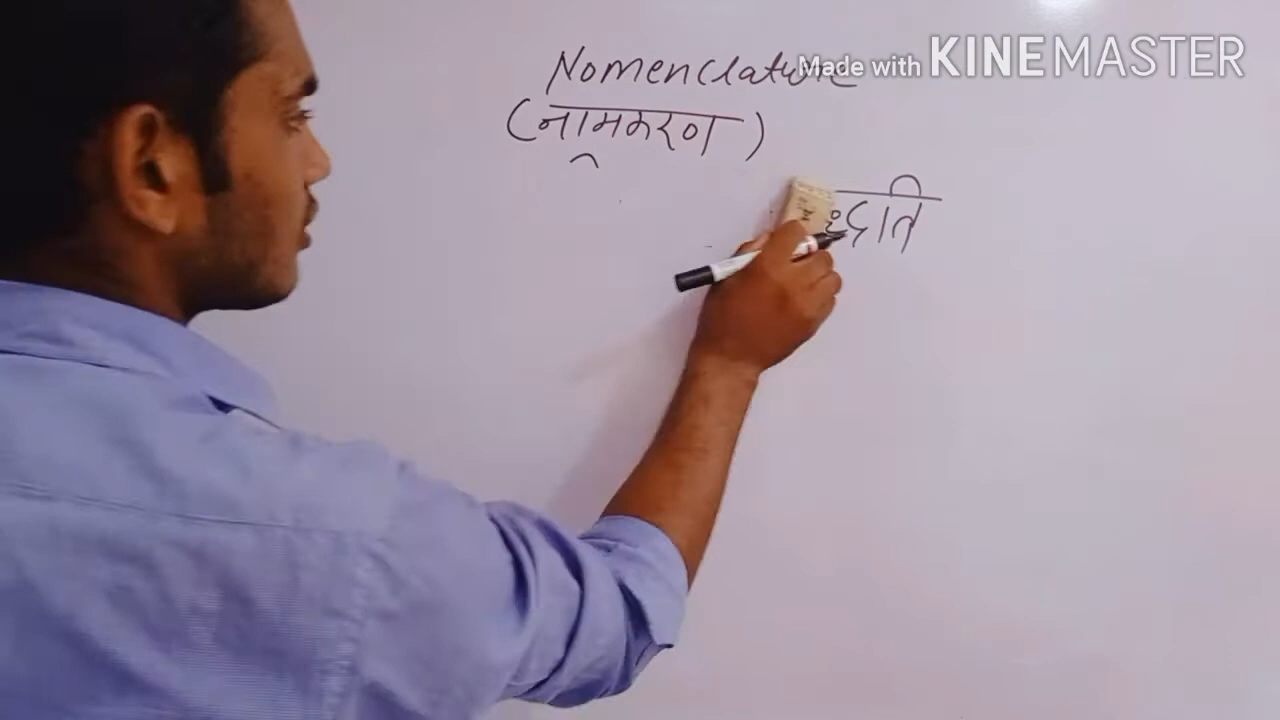 Nomenclature
Made with KINEMASTER
(नामकरण)